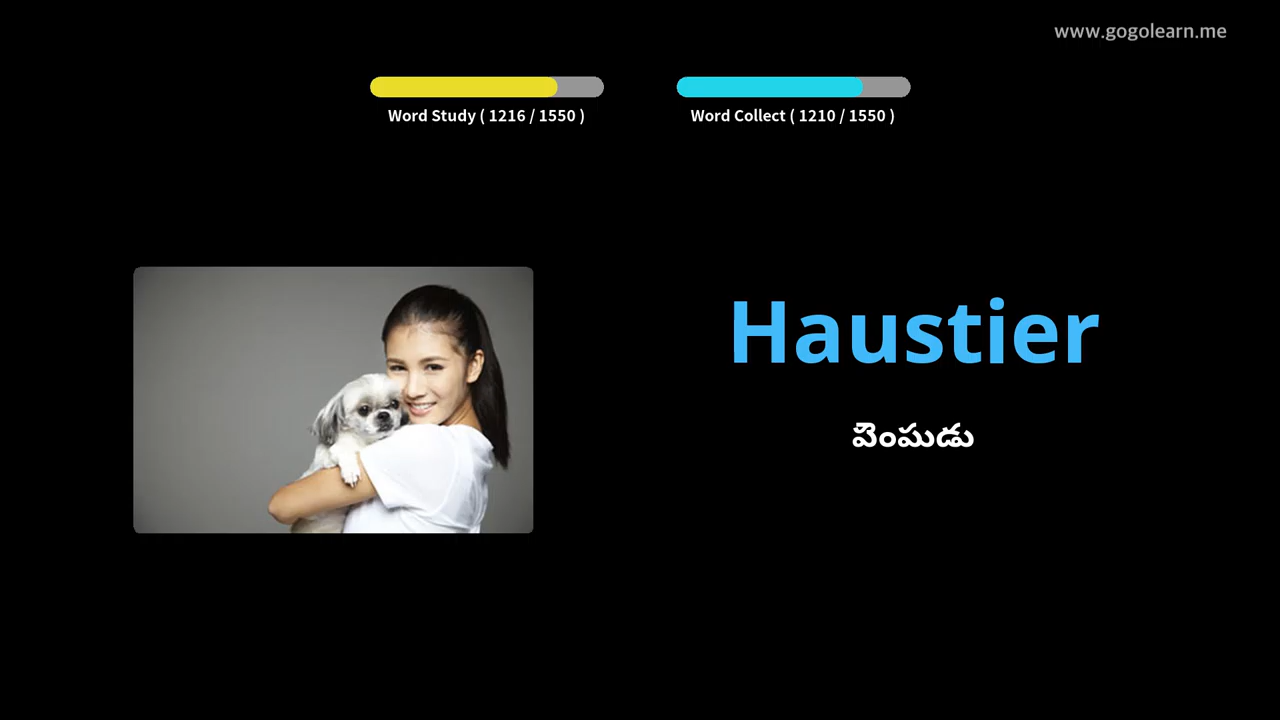 www.gogolearn.me
Word Study ( 1216 / 1550 )
Word Collect ( 1210 / 1550 )
Haustier
పెంపుడు